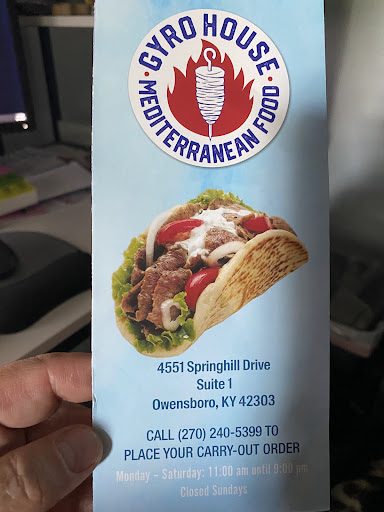 GYRO HOUSE
MEDITERRANEAN FOOD
4551 Springhill Drive
Suite 1
Owensboro, KY 42303
CALL (270) 240-5399 TO
PLACE YOUR CARRY-OUT ORDER
Monday - Saturday: 11:00 am until 9:00 pm
Closed Sundays